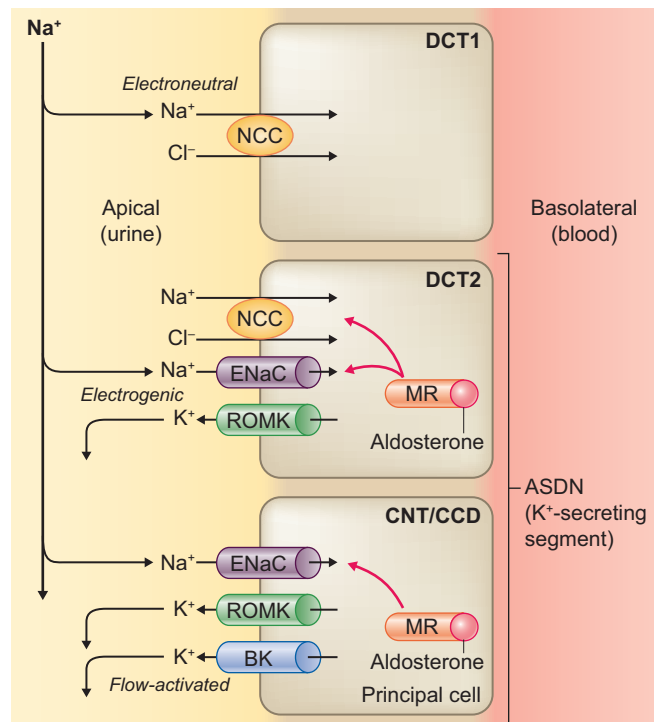 Na⁺
DCT1
Electroneutral
Na⁺
NCC
Cl⁻
Apical
(urine)
Basolateral
(blood)
DCT2
Na⁺
NCC
Cl⁻
Na⁺
ENaC
Electrogenic
MR
K⁺
ROMK
Aldosterone
ASDN
(K⁺-secreting
segment)
CNT/CCD
Na⁺
ENaC
K⁺
ROMK
MR
K⁺
BK
Aldosterone
Flow-activated
Principal cell